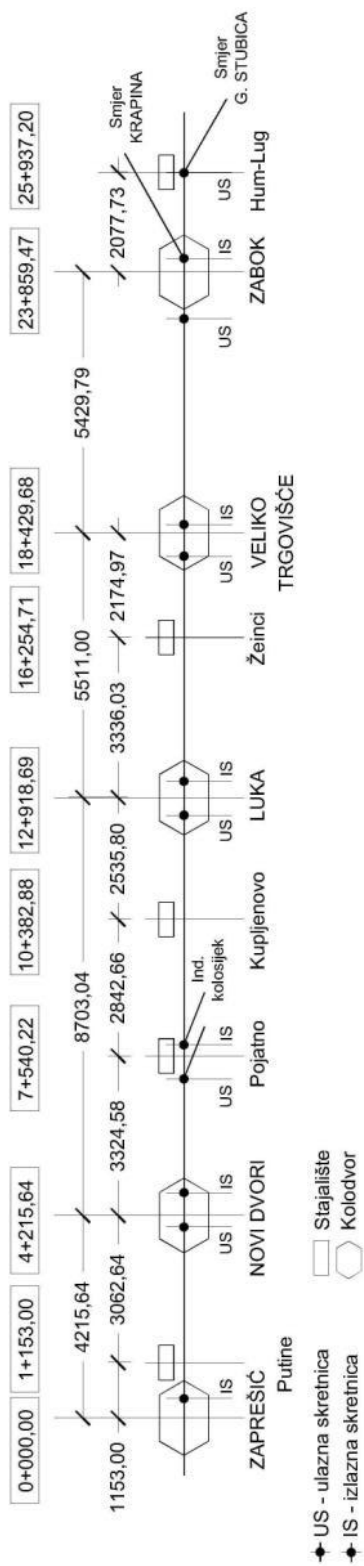 0+000,00
1+153,00
4+215,64
7+540,22
10+382,88
12+918,69
16+254,71
18+429,68
23+859,47
25+937,20
4215,64
8703,04
5511,00
5429,79
1153,00
3062,64
3324,58
2842,66
2535,80
3336,03
2174,97
2077,73
Smjer
KRAPINA
Smjer
G. STUBICA
Ind.
kolosijek
IS
US
IS
US
IS
US
IS
US
IS
US
IS
US
ZAPREŠIĆ
Putine
NOVI DVORI
Pojatno
Kupljenovo
LUKA
Žeinci
VELIKO
TRGOVIŠĆE
ZABOK
Hum-Lug
US - ulazna skretnica
IS - izlazna skretnica
Stajalište
Kolodvor